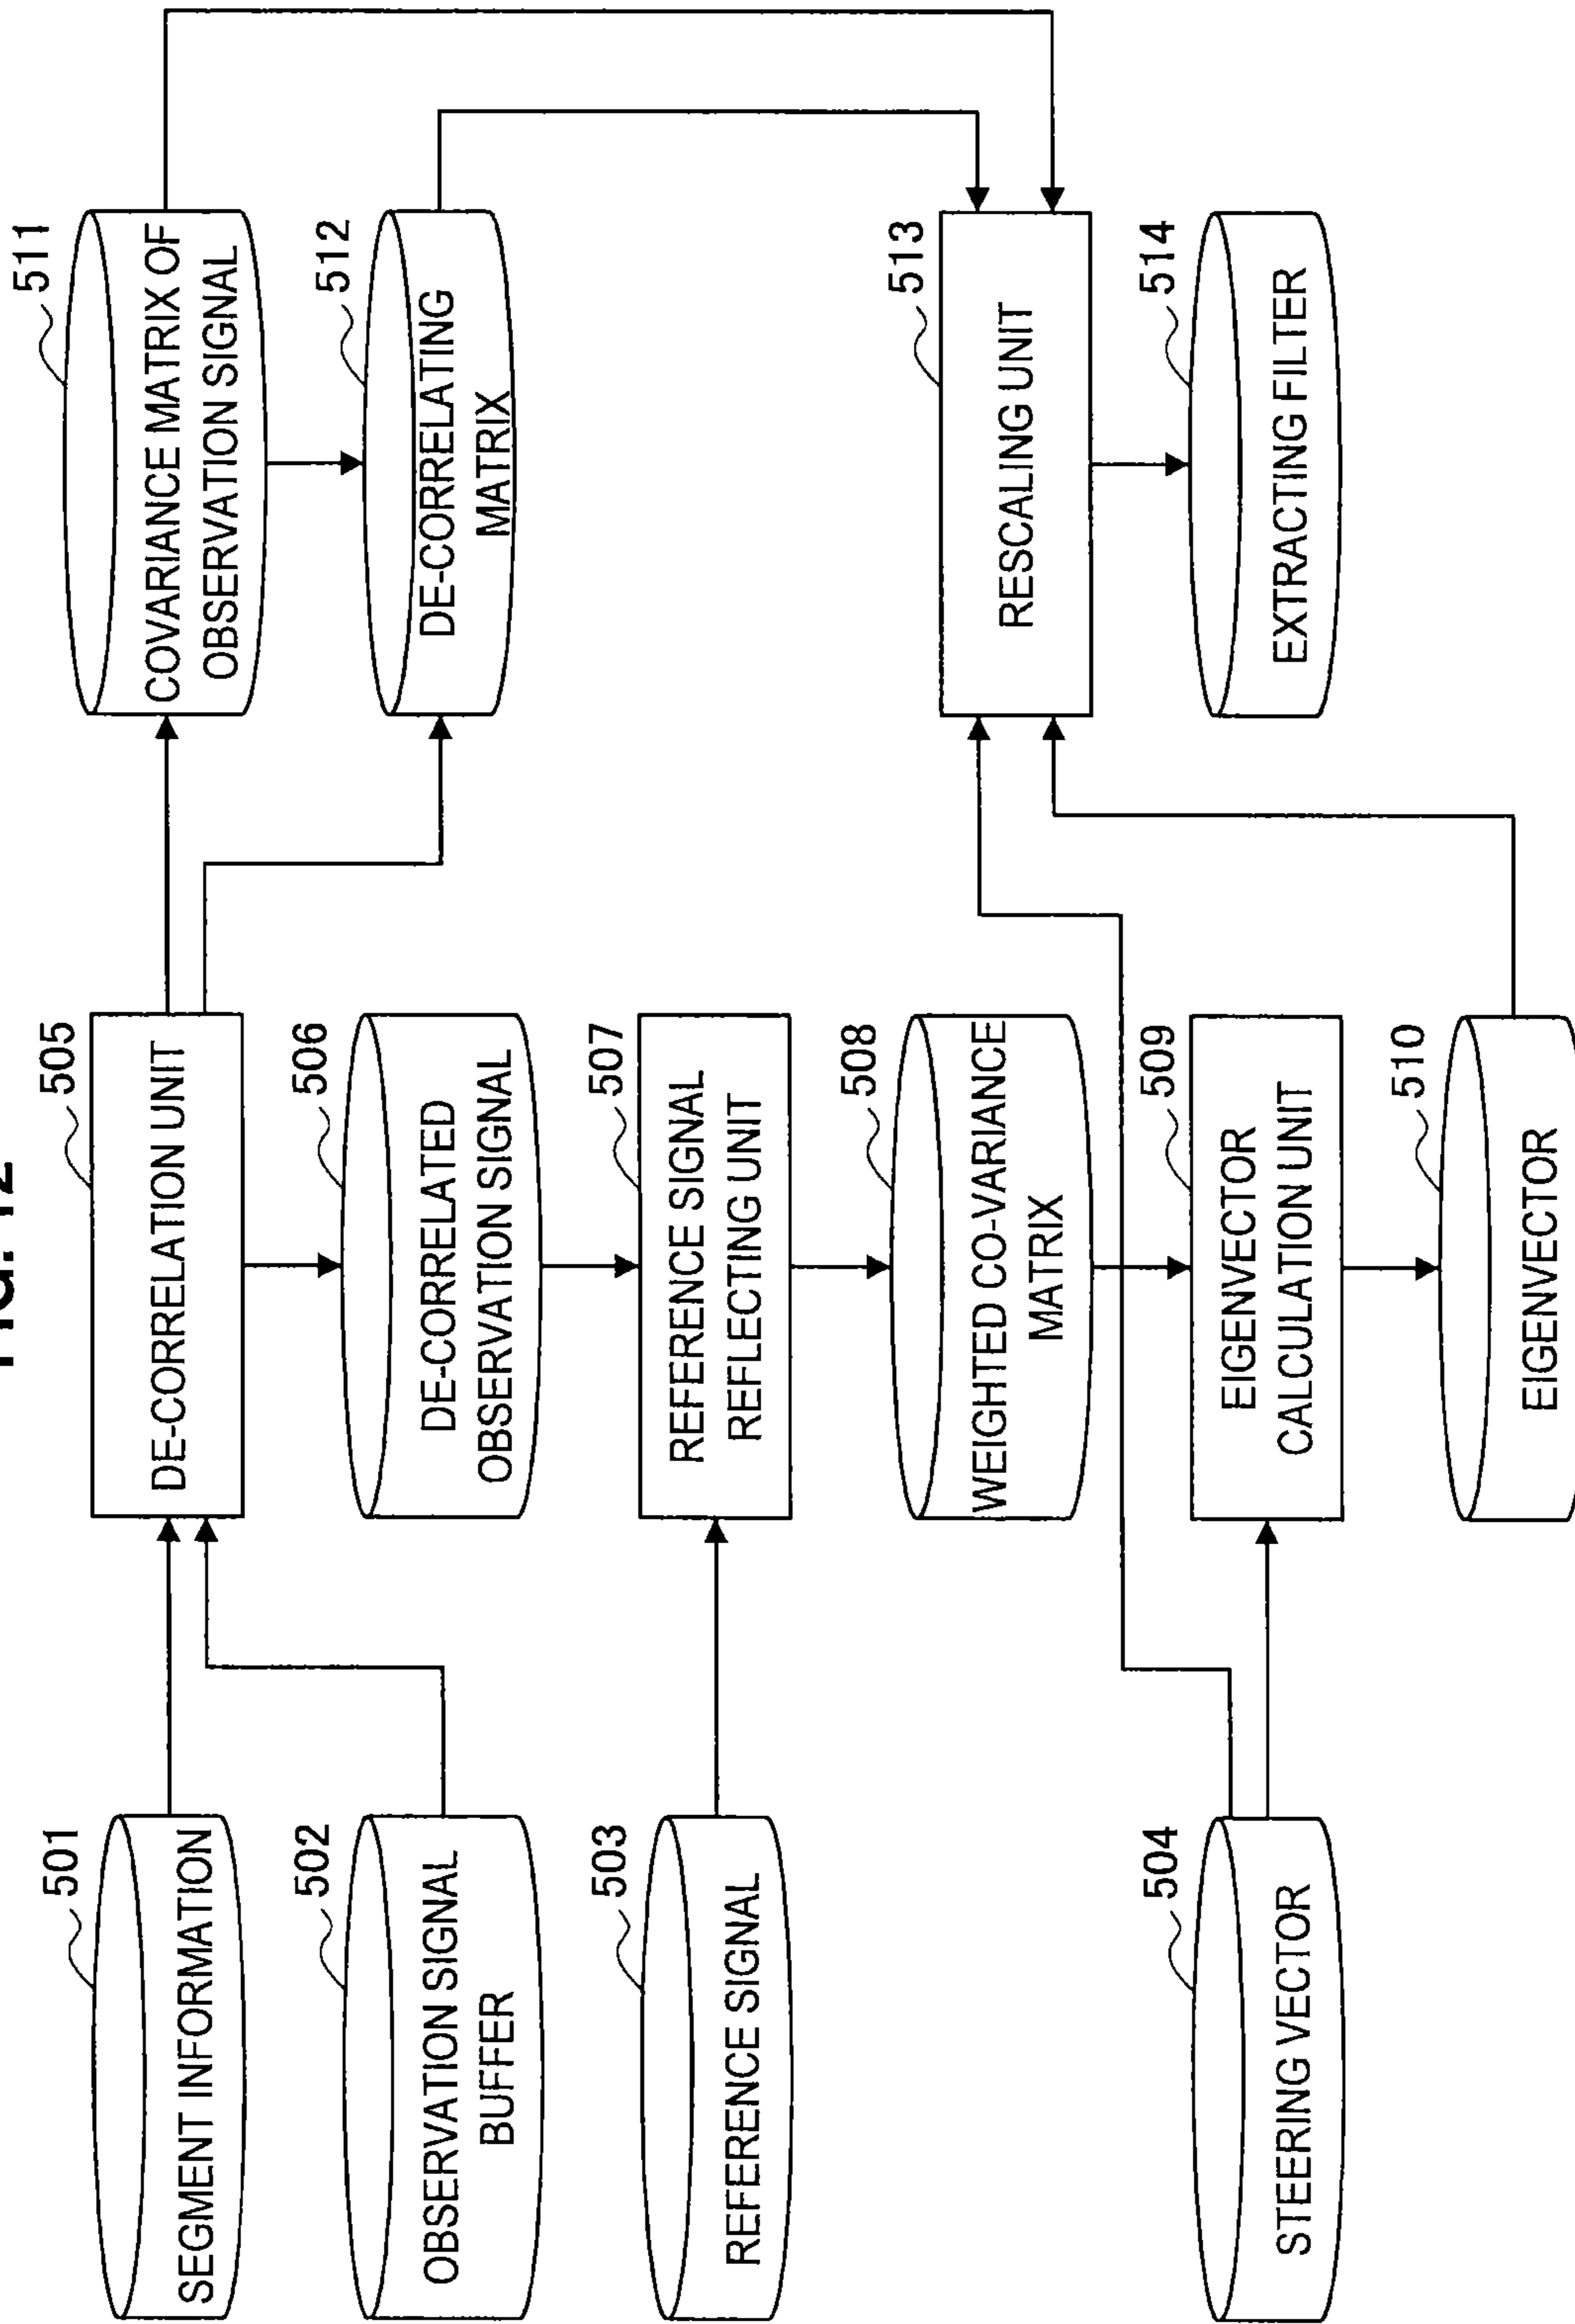 FIG. 12
501
SEGMENT INFORMATION
502
OBSERVATION SIGNAL
BUFFER
503
REFERENCE SIGNAL
504
STEERING VECTOR
505
DE-CORRELATION UNIT
506
DE-CORRELATED
OBSERVATION SIGNAL
507
REFERENCE SIGNAL
REFLECTING UNIT
508
WEIGHTED CO-VARIANCE
MATRIX
509
EIGENVECTOR
CALCULATION UNIT
510
EIGENVECTOR
511
COVARIANCE MATRIX OF
OBSERVATION SIGNAL
512
DE-CORRELATING
MATRIX
513
RESCALING UNIT
514
EXTRACTING FILTER